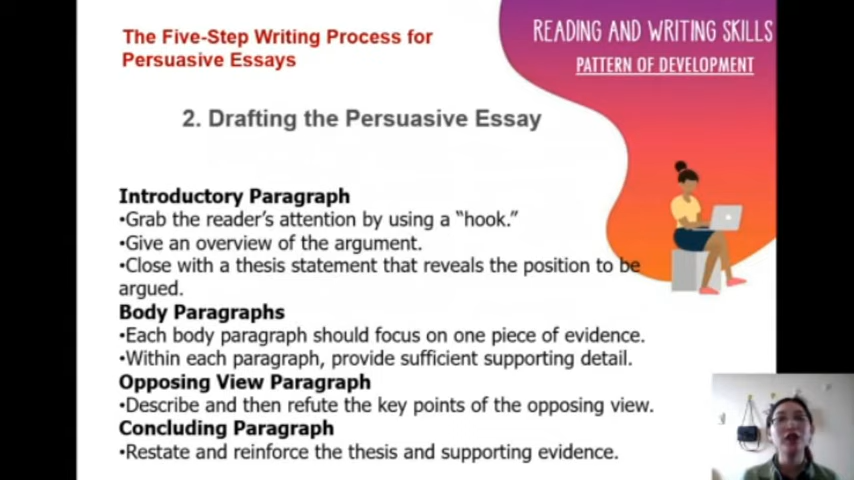 The Five-Step Writing Process for
Persuasive Essays
READING AND WRITING SKILLS
PATTERN OF DEVELOPMENT
2. Drafting the Persuasive Essay
Introductory Paragraph
•Grab the reader's attention by using a “hook.”
•Give an overview of the argument.
•Close with a thesis statement that reveals the position to be
argued.
Body Paragraphs
•Each body paragraph should focus on one piece of evidence.
•Within each paragraph, provide sufficient supporting detail.
Opposing View Paragraph
•Describe and then refute the key points of the opposing view.
Concluding Paragraph
•Restate and reinforce the thesis and supporting evidence.